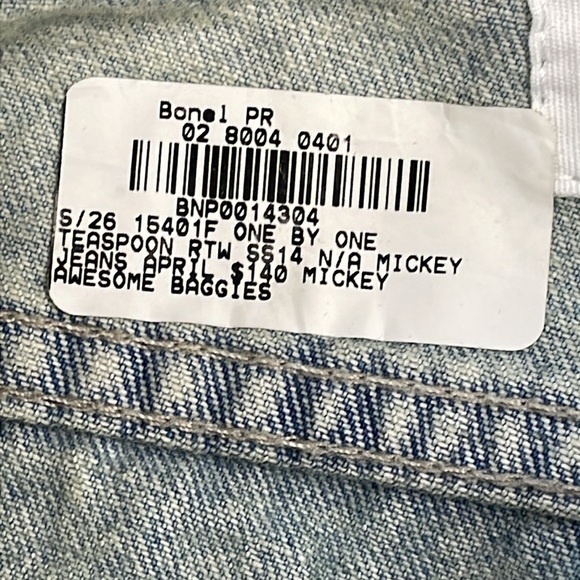 Bonel PR
02 8004 0401
BNP0014304
S/26 15401F ONE BY ONE
TEASPOON RTW SS14 N/A MICKEY
JEANS APRIL $140 MICKEY
AWESOME BAGGIES